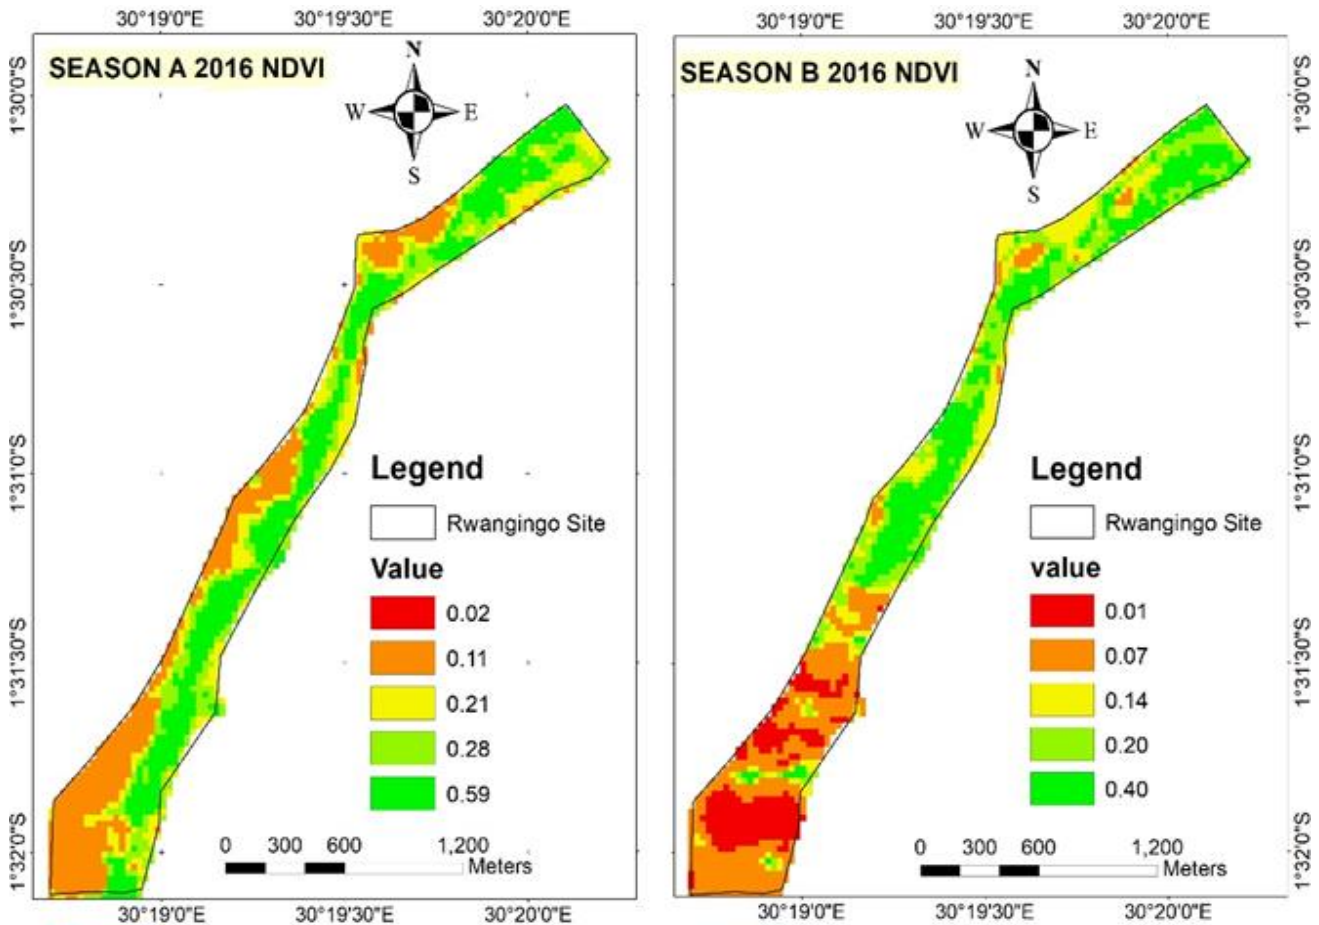 30°19'0"E 30°19'30"E 30°20'0"E
SEASON A 2016 NDVI
N
W E
S
1°30'0"S
1°30'30"S
1°31'0"S
1°31'30"S
1°32'0"S
Legend
Rwangingo Site
Value
0.02
0.11
0.21
0.28
0.59
0 300 600 1,200
Meters
30°19'0"E 30°19'30"E 30°20'0"E
30°19'0"E 30°19'30"E 30°20'0"E
SEASON B 2016 NDVI
N
W E
S
1°30'0"S
1°30'30"S
1°31'0"S
1°31'30"S
1°32'0"S
Legend
Rwangingo Site
value
0.01
0.07
0.14
0.20
0.40
0 300 600 1,200
Meters
30°19'0"E 30°19'30"E 30°20'0"E